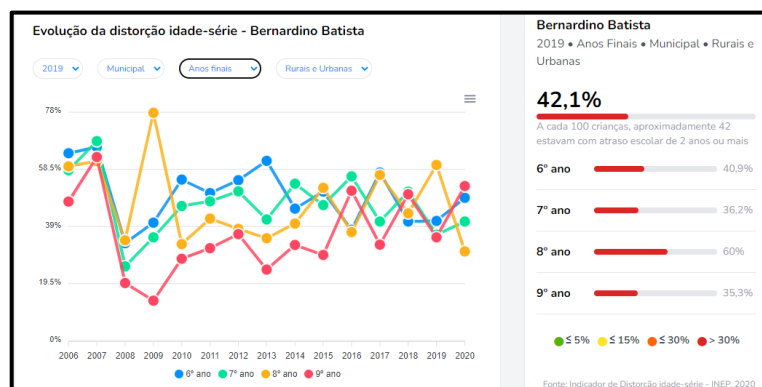 Evolução da distorção idade-série - Bernardino Batista
2019
Municipal
Anos finais
Rurais e Urbanas
78%
58.5%
39%
19.5%
0%
2006 2007 2008 2009 2010 2011 2012 2013 2014 2015 2016 2017 2018 2019 2020
6º ano 7º ano 8º ano 9º ano
Bernardino Batista
2019 • Anos Finais • Municipal • Rurais e
Urbanas
42,1%
A cada 100 crianças, aproximadamente 42
estavam com atraso escolar de 2 anos ou mais
6º ano 40,9%
7º ano 36,2%
8º ano 60%
9º ano 35,3%
≤ 5% ≤ 15% ≤ 30% > 30%
Fonte: Indicador de Distorção idade-série - INEP, 2020